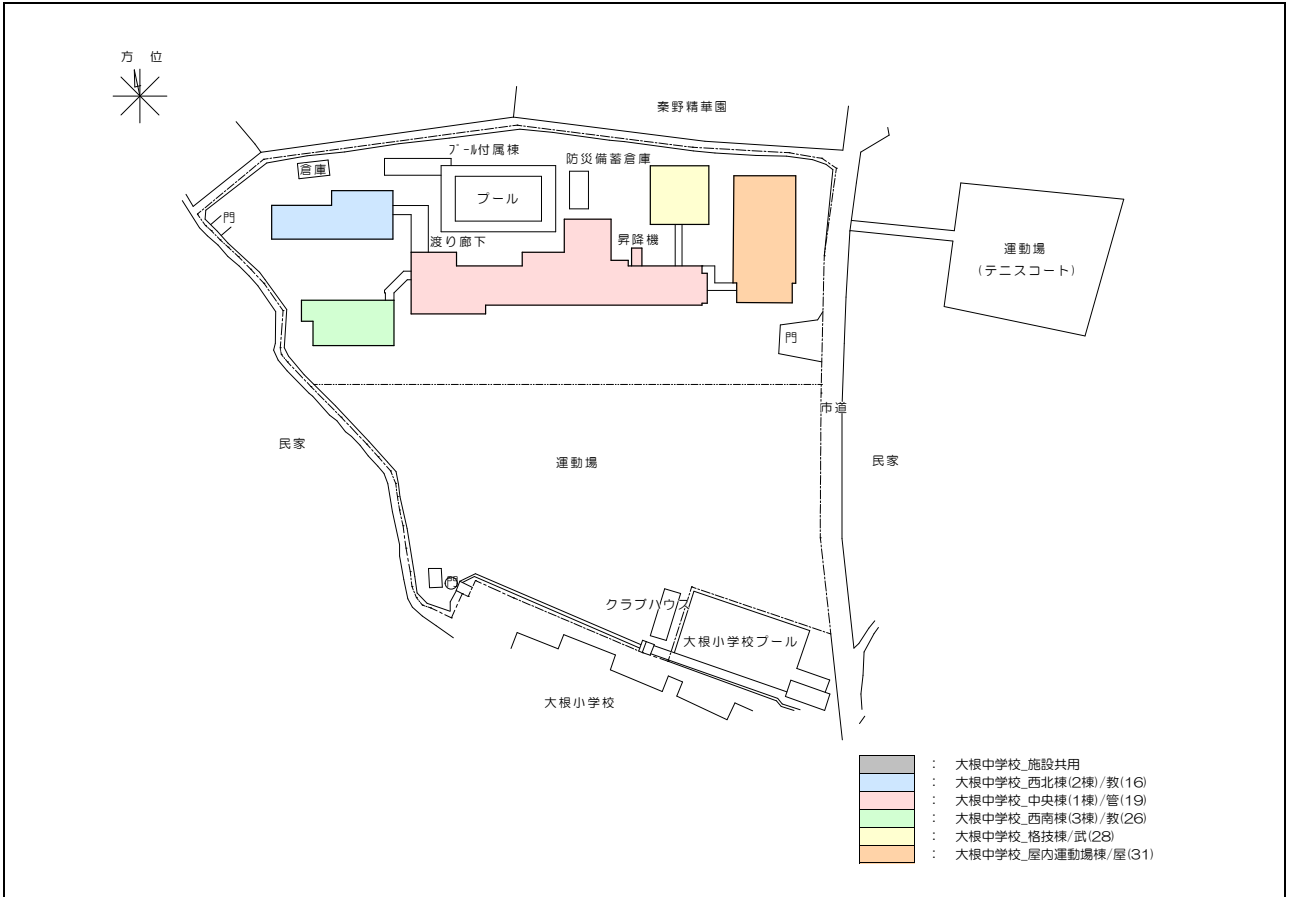 方 位
秦野精華園
プール付属棟
防災備蓄倉庫
倉庫
プール
門
渡り廊下
昇降機
運動場
(テニスコート)
門
市道
民家
運動場
民家
門
クラブハウス
大根小学校プール
大根小学校
: 大根中学校_施設共用
: 大根中学校_西北棟(2棟)/教(16)
: 大根中学校_中央棟(1棟)/管(19)
: 大根中学校_西南棟(3棟)/教(26)
: 大根中学校_格技棟/武(28)
: 大根中学校_屋内運動場棟/屋(31)